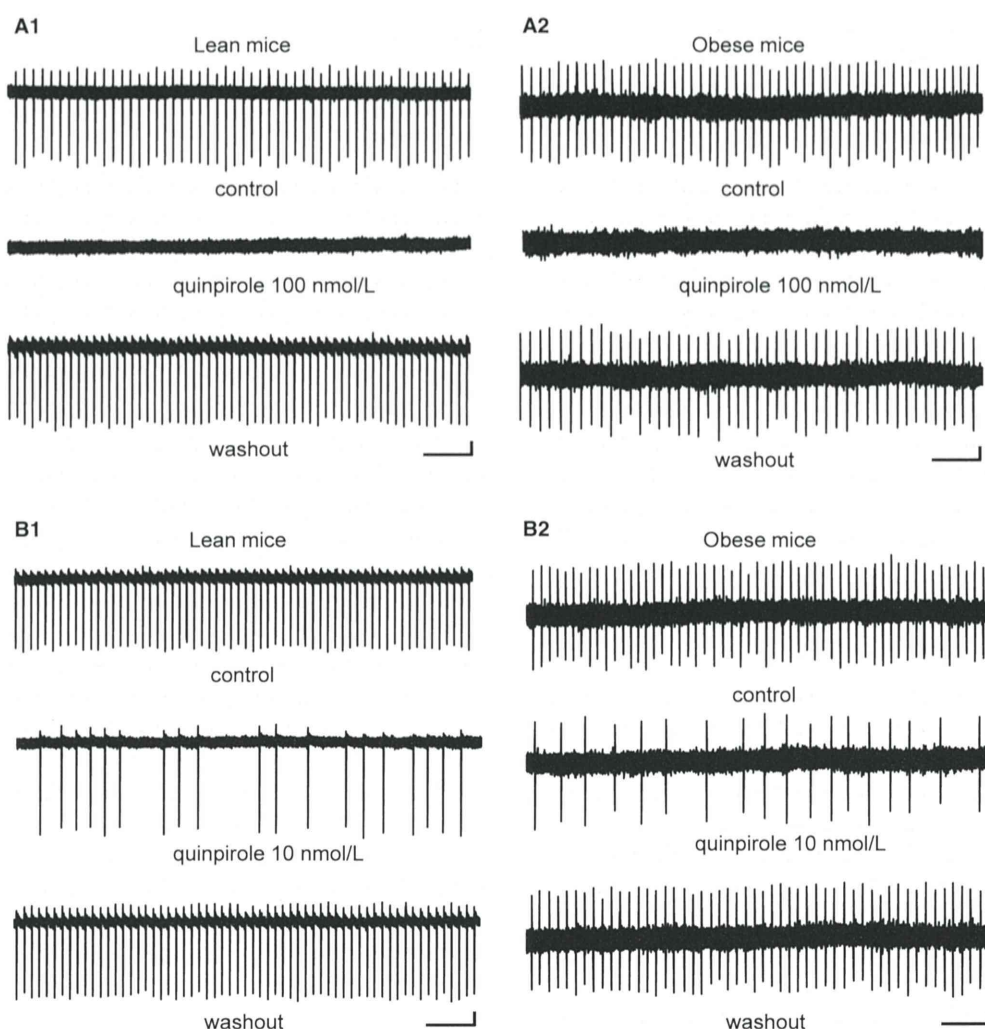 A1
Lean mice
control
quinpirole 100 nmol/L
washout
A2
Obese mice
control
quinpirole 100 nmol/L
washout
B1
Lean mice
control
quinpirole 10 nmol/L
washout
B2
Obese mice
control
quinpirole 10 nmol/L
washout